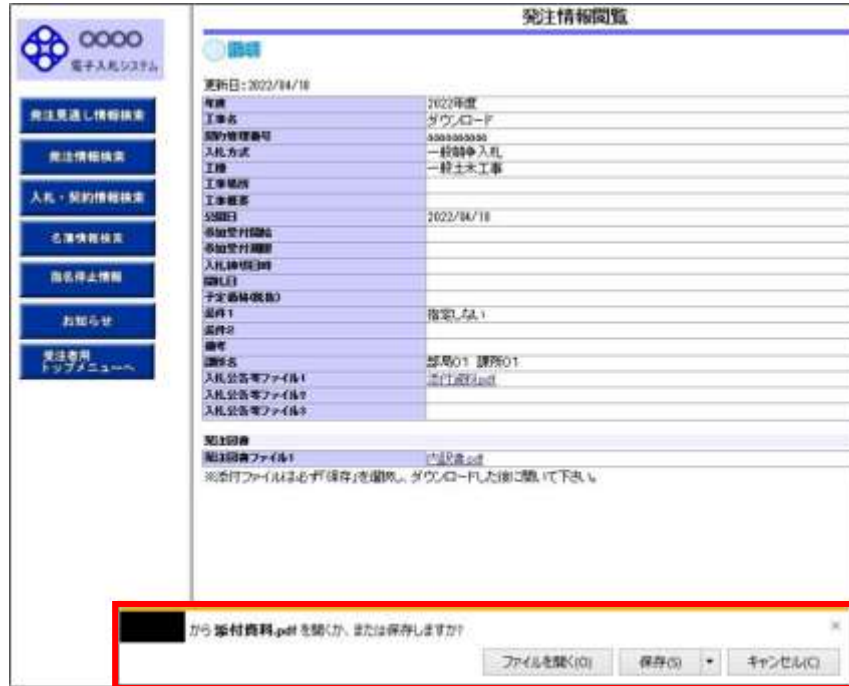 発注情報閲覧
○○○○
電子入札システム
説明
更新日:2022/04/18
発注見通し情報検索
発注情報検索
入札・契約情報検索
名簿情報検索
指名停止情報
お知らせ
受注者用
トップメニューへ
年度 2022年度
工事名 ダウンロード
契約管理番号
入札方式 一般競争入札
工種 一般土木工事
工事場所
工事概要
公開日 2022/04/18
参加受付開始
参加受付期限
入札締切日時
開札日
予定価格(税抜)
条件1 指定しない
条件2
備考
課所名 部局01 課所01
入札公告等ファイル1 添付資料.pdf
入札公告等ファイル2
入札公告等ファイル3
発注図書
発注図書ファイル1 内訳書.pdf
※添付ファイルは必ず「保存」を選択し、ダウンロードした後に開いて下さい。
から 添付資料.pdf を開くか、または保存しますか?
×
ファイルを開く(O) 保存(S) ▼ キャンセル(C)